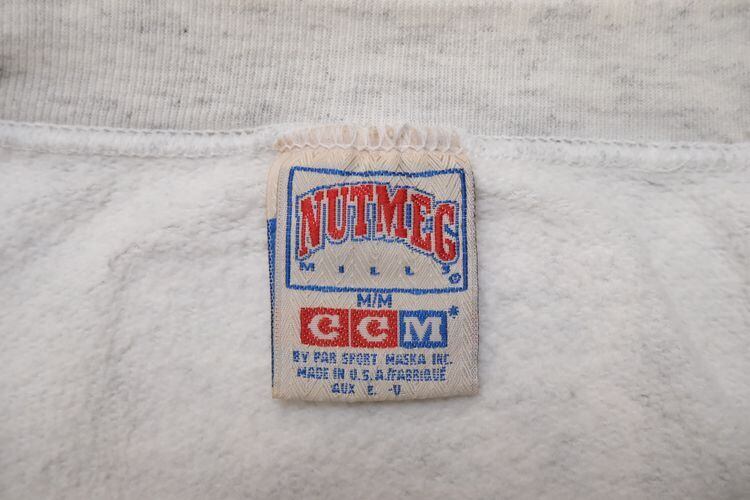 NUTMEG
MILLS
M/M
CCM*
BY PAR SPORT MASKA INC.
MADE IN U.S.A./FABRIQUÉ
AUX E. -U